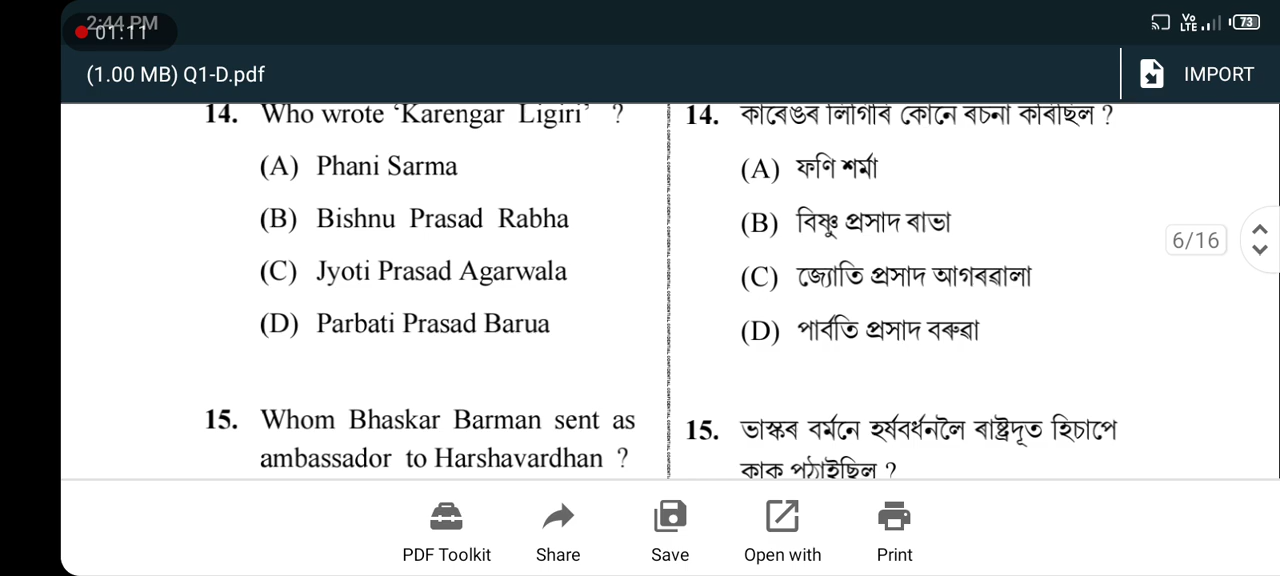 2:44 PM
01:11
Vo
LTE
73
(1.00 MB) Q1-D.pdf
IMPORT
14. Who wrote ‘Karengar Ligiri’ ?
(A) Phani Sarma
(B) Bishnu Prasad Rabha
(C) Jyoti Prasad Agarwala
(D) Parbati Prasad Barua
15. Whom Bhaskar Barman sent as
ambassador to Harshavardhan ?
14. কাৰেঙৰ লিগিৰি কোনে ৰচনা কৰিছিল ?
(A) ফণি শৰ্মা
(B) বিষ্ণু প্ৰসাদ ৰাভা
(C) জ্যোতি প্ৰসাদ আগৰৱালা
(D) পাৰ্বতি প্ৰসাদ বৰুৱা
15. ভাস্কৰ বৰ্মনে হৰ্ষবৰ্ধনলৈ ৰাষ্ট্ৰদূত হিচাপে
কাক পঠাইছিল ?
6/16
PDF Toolkit
Share
Save
Open with
Print